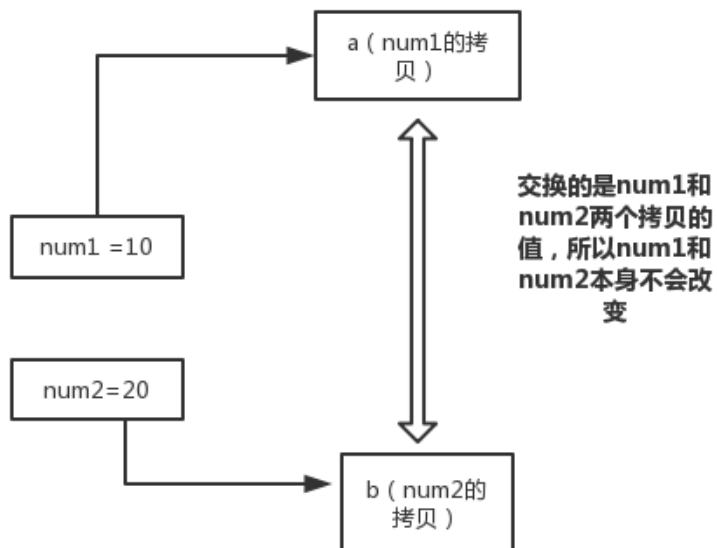 a（num1的拷
贝）
num1 =10
交换的是num1和
num2两个拷贝的
值，所以num1和
num2本身不会改
变
num2=20
b（num2的
拷贝）